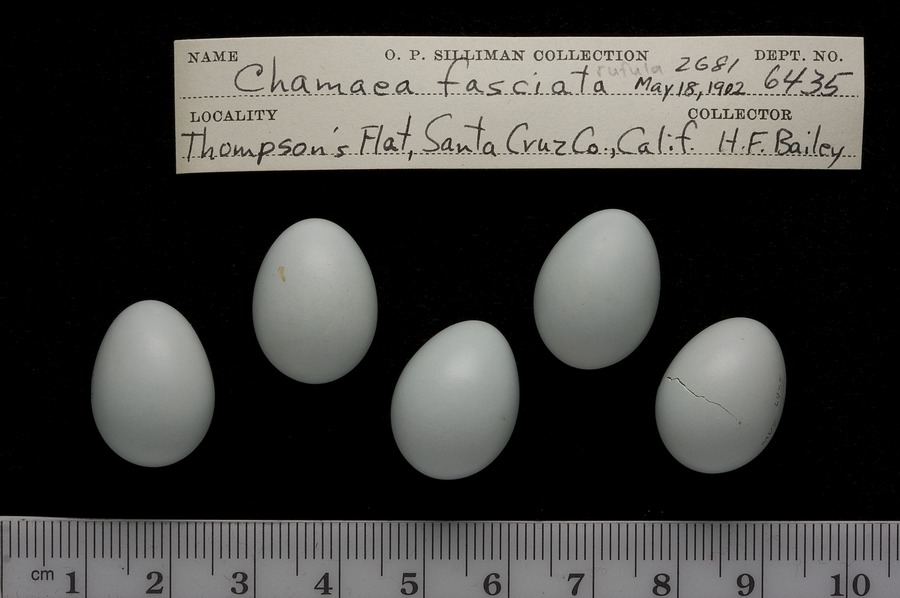 NAME O. P. SILLIMAN COLLECTION DEPT. NO.
Chamaea fasciata rufula 2681 May 18, 1902 6435
LOCALITY COLLECTOR
Thompson's Flat, Santa Cruz Co., Calif. H.F. Bailey
cm 1 2 3 4 5 6 7 8 9 10